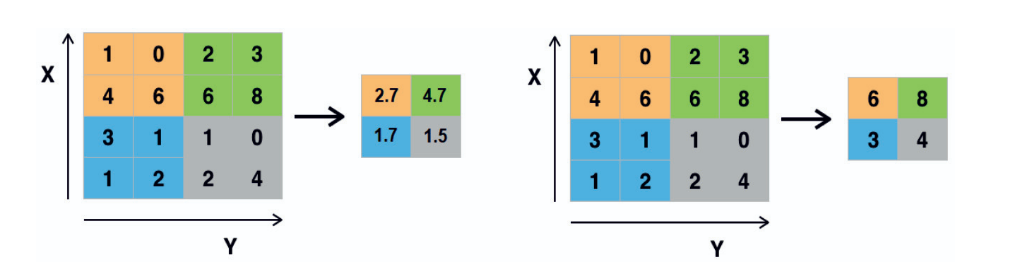 1 0 2 3
X
4 6 6 8
2.7 4.7
3 1 1 0
1.7 1.5
1 2 2 4
Y
1 0 2 3
X
4 6 6 8
6 8
3 1 1 0
3 4
1 2 2 4
Y